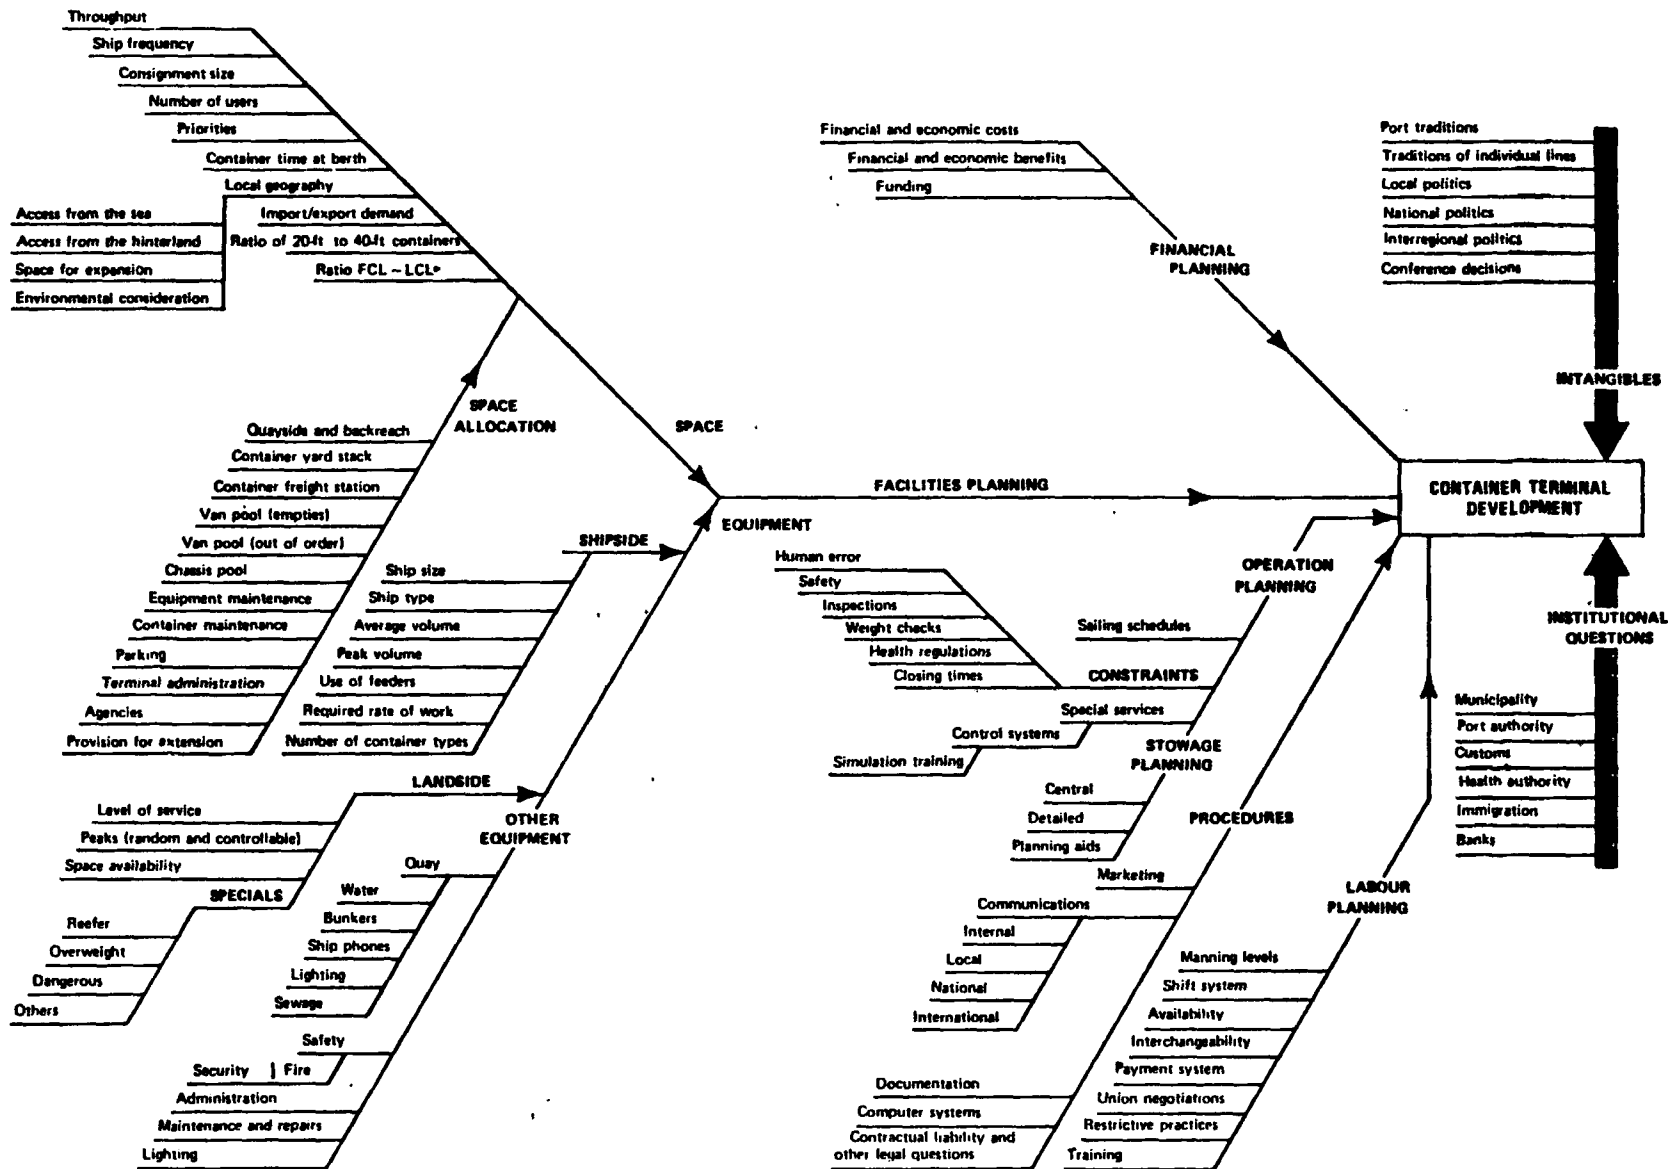 Throughput
Ship frequency
Consignment size
Number of users
Priorities
Container time at berth
Local geography
Access from the sea
Access from the hinterland
Space for expansion
Environmental consideration
Import/export demand
Ratio of 20-ft to 40-ft containers
Ratio FCL – LCL*
SPACE
ALLOCATION
Quayside and backreach
Container yard stack
Container freight station
Van pool (empties)
Van pool (out of order)
Chassis pool
Equipment maintenance
Container maintenance
Parking
Terminal administration
Agencies
Provision for extension
SPACE
EQUIPMENT
SHIPSIDE
Ship size
Ship type
Average volume
Peak volume
Use of feeders
Required rate of work
Number of container types
LANDSIDE
Level of service
Peaks (random and controllable)
Space availability
SPECIALS
Reefer
Overweight
Dangerous
Others
OTHER
EQUIPMENT
Quay
Water
Bunkers
Ship phones
Lighting
Sewage
Safety
Security
Fire
Administration
Maintenance and repairs
Lighting
Financial and economic costs
Financial and economic benefits
Funding
FINANCIAL
PLANNING
FACILITIES PLANNING
CONTAINER TERMINAL
DEVELOPMENT
Port traditions
Traditions of individual lines
Local politics
National politics
Interregional politics
Conference decisions
INTANGIBLES
INSTITUTIONAL
QUESTIONS
Municipality
Port authority
Customs
Health authority
Immigration
Banks
OPERATION
PLANNING
Sailing schedules
CONSTRAINTS
Human error
Safety
Inspections
Weight checks
Health regulations
Closing times
Special services
Control systems
Simulation training
STOWAGE
PLANNING
Central
Detailed
Planning aids
PROCEDURES
Marketing
Communications
Internal
Local
National
International
Documentation
Computer systems
Contractual liability and
other legal questions
LABOUR
PLANNING
Manning levels
Shift system
Availability
Interchangeability
Payment system
Union negotiations
Restrictive practices
Training